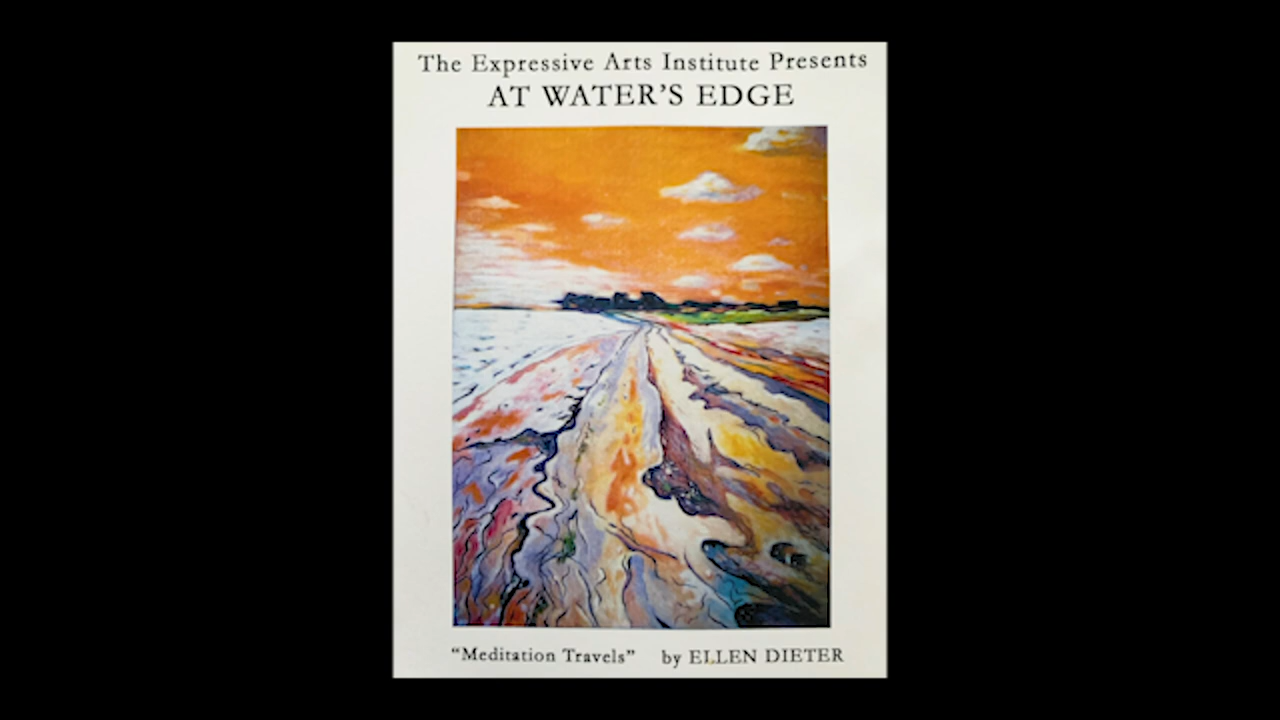 The Expressive Arts Institute Presents
AT WATER'S EDGE
"Meditation Travels" by ELLEN DIETER